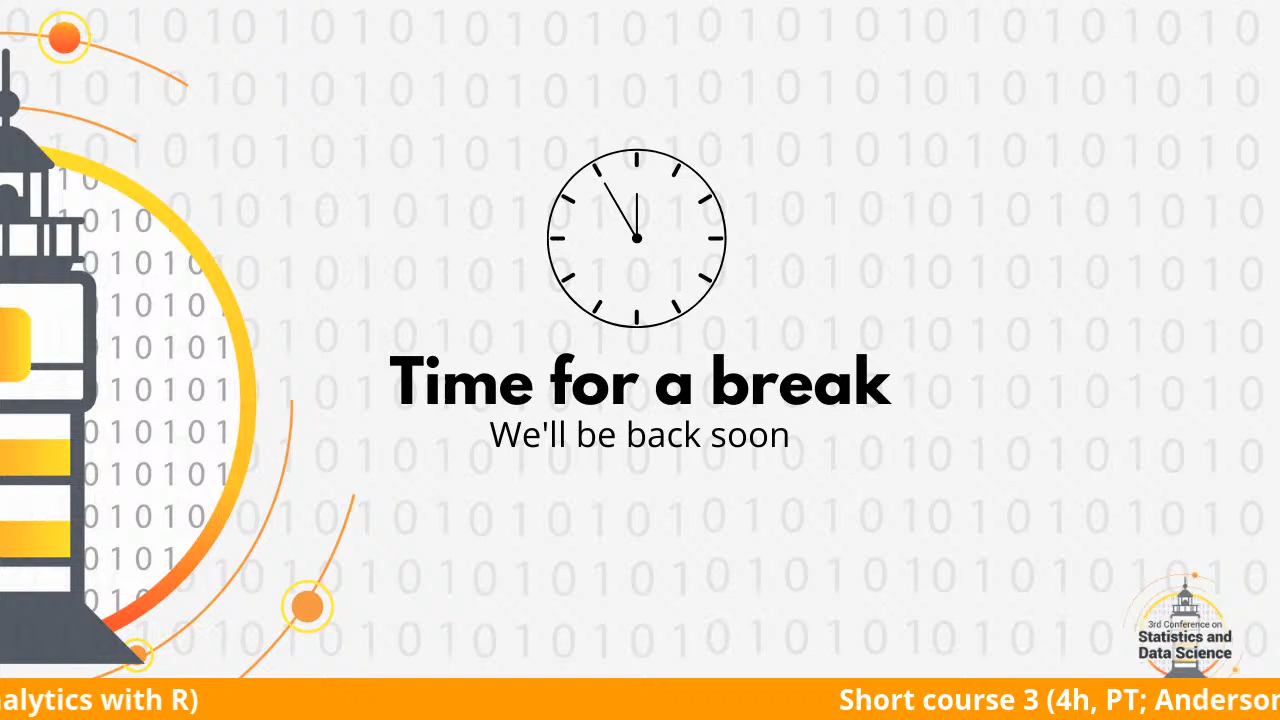 Time for a break
We'll be back soon
3rd Conference on
Statistics and
Data Science
nalytics with R)
Short course 3 (4h, PT; Anderson